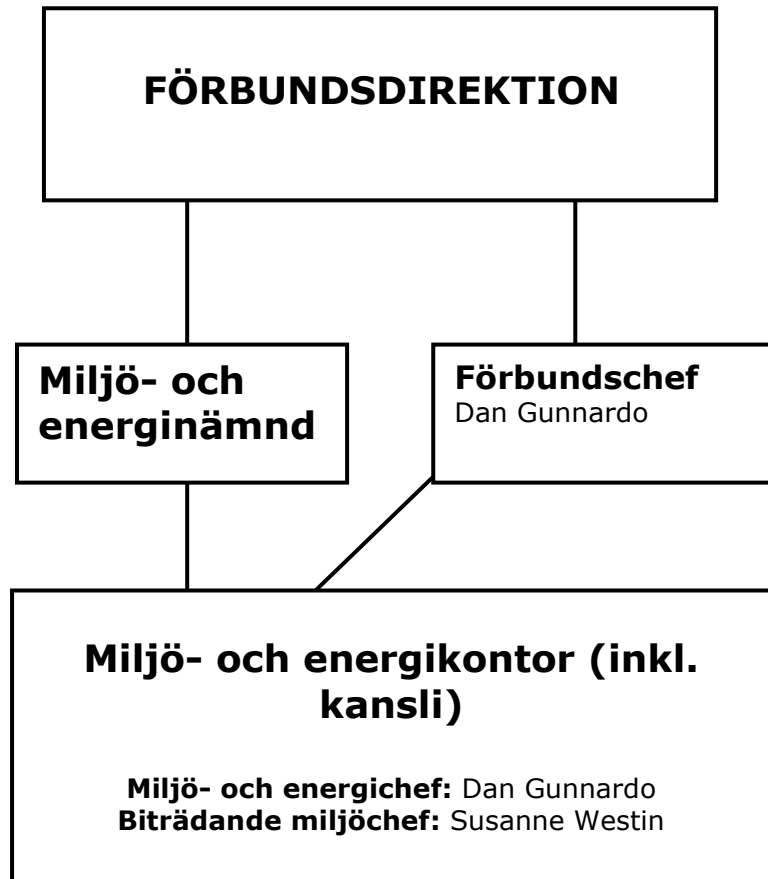 FÖRBUNDSDIREKTION
Miljö- och
energinämnd
Förbundschef
Dan Gunnardo
Miljö- och energikontor (inkl.
kansli)
Miljö- och energichef: Dan Gunnardo
Biträdande miljöchef: Susanne Westin